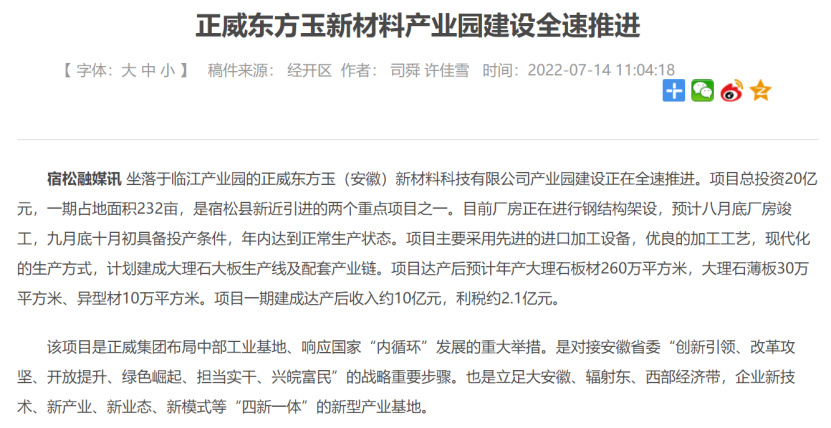 正威东方玉新材料产业园建设全速推进
【 字体：大 中 小 】 稿件来源： 经开区 作者： 司舜 许佳雪 时间：2022-07-14 11:04:18
宿松融媒讯 坐落于临江产业园的正威东方玉（安徽）新材料科技有限公司产业园建设正在全速推进。项目总投资20亿
元，一期占地面积232亩，是宿松县新近引进的两个重点项目之一。目前厂房正在进行钢结构架设，预计八月底厂房竣
工，九月底十月初具备投产条件，年内达到正常生产状态。项目主要采用先进的进口加工设备，优良的加工工艺，现代化
的生产方式，计划建成大理石大板生产线及配套产业链。项目达产后预计年产大理石板材260万平方米，大理石薄板30万
平方米、异型材10万平方米。项目一期建成达产后收入约10亿元，利税约2.1亿元。
该项目是正威集团布局中部工业基地、响应国家“内循环”发展的重大举措。是对接安徽省委“创新引领、改革攻
坚、开放提升、绿色崛起、担当实干、兴皖富民”的战略重要步骤。也是立足大安徽、辐射东、西部经济带，企业新技
术、新产业、新业态、新模式等“四新一体”的新型产业基地。